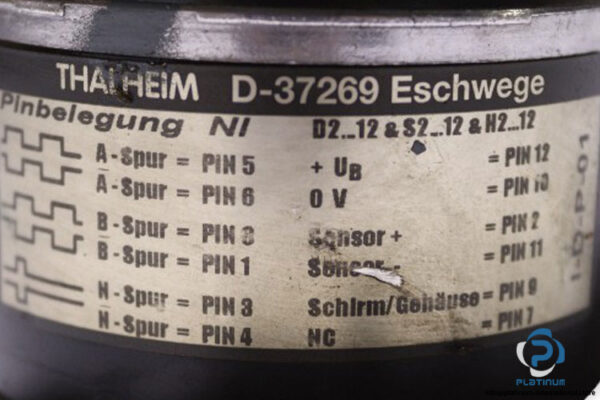 THALHEIM D-37269 Eschwege
Pinbelegung NI D2...12 & S2...12 & H2...12
A-Spur = PIN 5 + UB = PIN 12
A-Spur = PIN 6 0 V = PIN 10
B-Spur = PIN 8 Sensor + = PIN 2
B-Spur = PIN 1 Sensor - = PIN 11
N-Spur = PIN 3 Schirm/Gehäuse = PIN 9
N-Spur = PIN 4 NC = PIN 7
PLATINUM